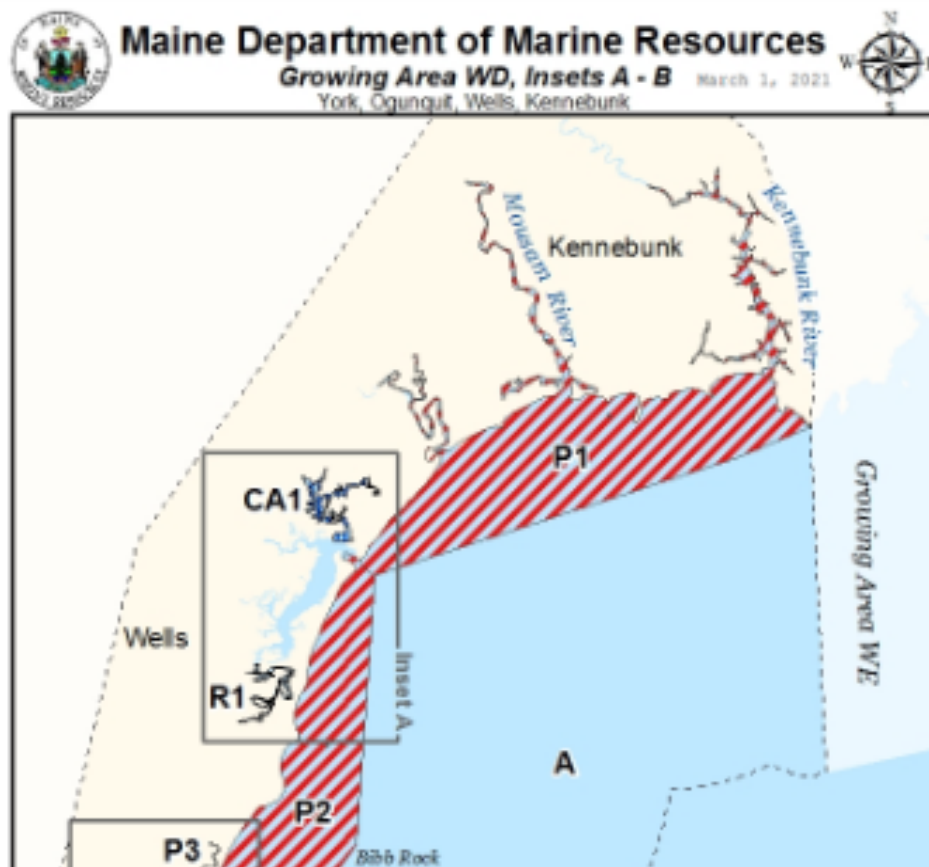 Maine Department of Marine Resources
Growing Area WD, Insets A - B March 1, 2021
York, Ogunquit, Wells, Kennebunk
N
W
S
Mousam River
Kennebunk
Kennebunk River
P1
CA1
Growing Area WE
Wells
Inset A
R1
A
P2
P3
Bibb Rock